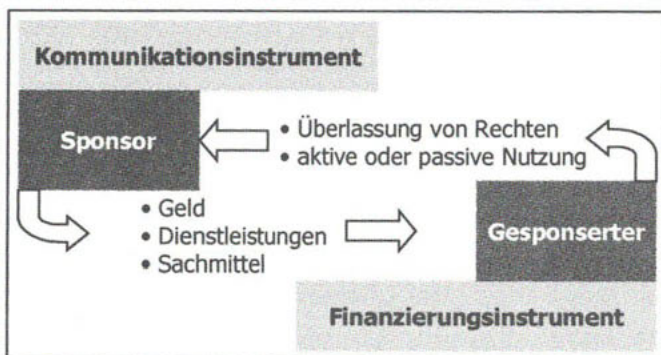 Kommunikationsinstrument
Sponsor
• Überlassung von Rechten
• aktive oder passive Nutzung
• Geld
• Dienstleistungen
• Sachmittel
Gesponserter
Finanzierungsinstrument